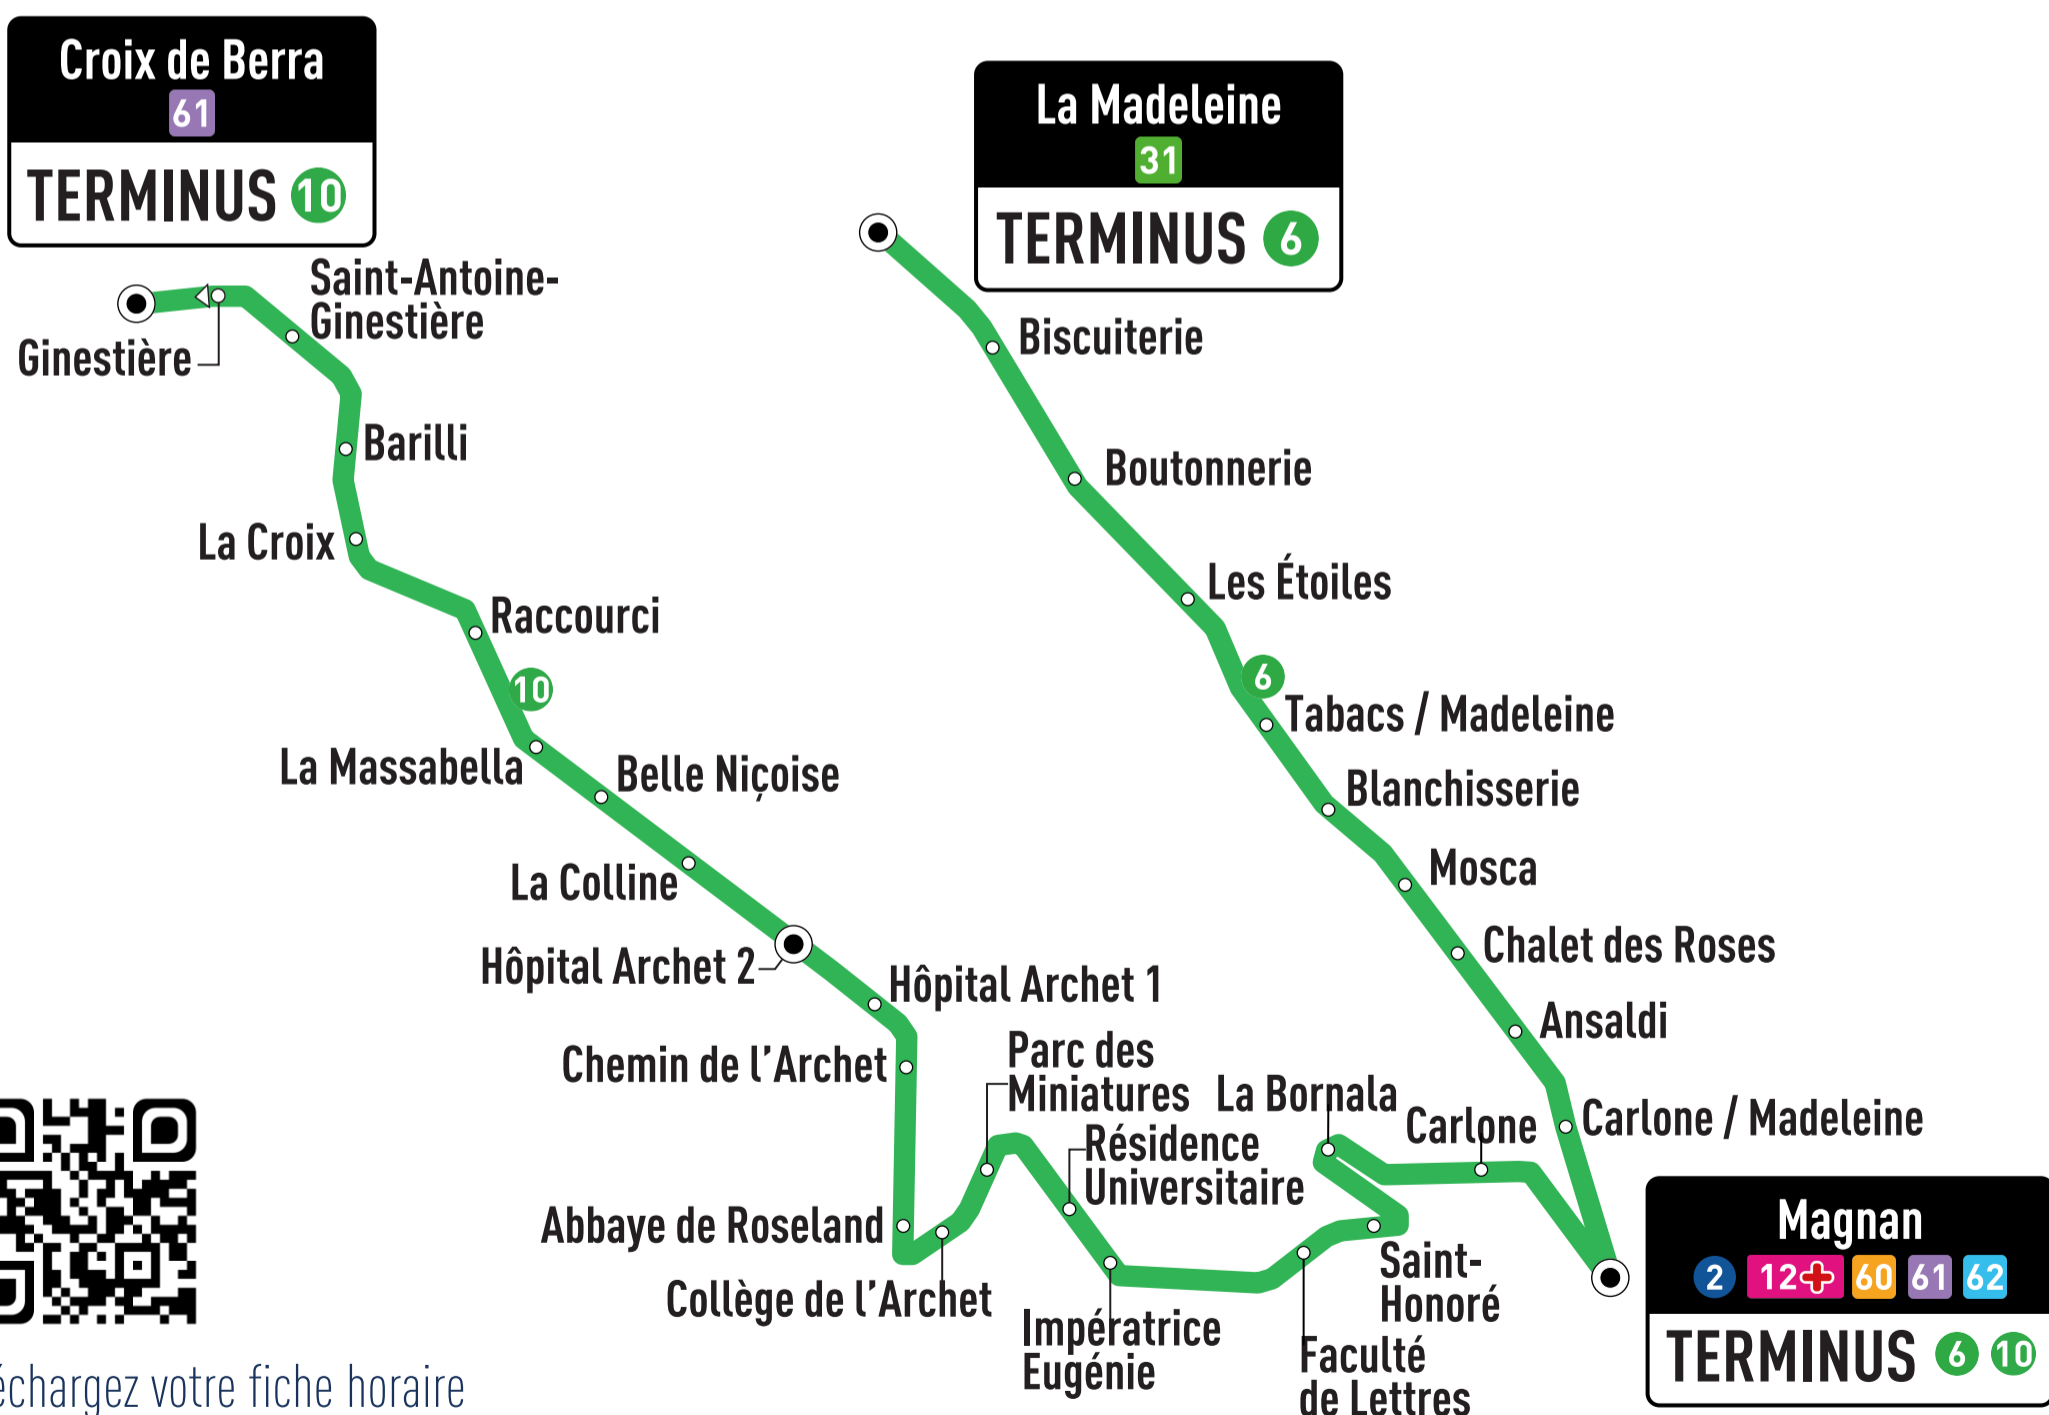 Croix de Berra
61
TERMINUS 10
La Madeleine
31
TERMINUS 6
Saint-Antoine-
Ginestière
Ginestière
Barilli
La Croix
Raccourci
10
La Massabella
Belle Niçoise
La Colline
Hôpital Archet 2
Hôpital Archet 1
Chemin de l'Archet
Abbaye de Roseland
Collège de l'Archet
Parc des
Miniatures
Résidence
Universitaire
Impératrice
Eugénie
Faculté
de Lettres
Saint-
Honoré
La Bornala
Carlone
Biscuiterie
Boutonnerie
Les Étoiles
6
Tabacs / Madeleine
Blanchisserie
Mosca
Chalet des Roses
Ansaldi
Carlone / Madeleine
Magnan
2 12+ 60 61 62
TERMINUS 6 10
votre fiche horaire